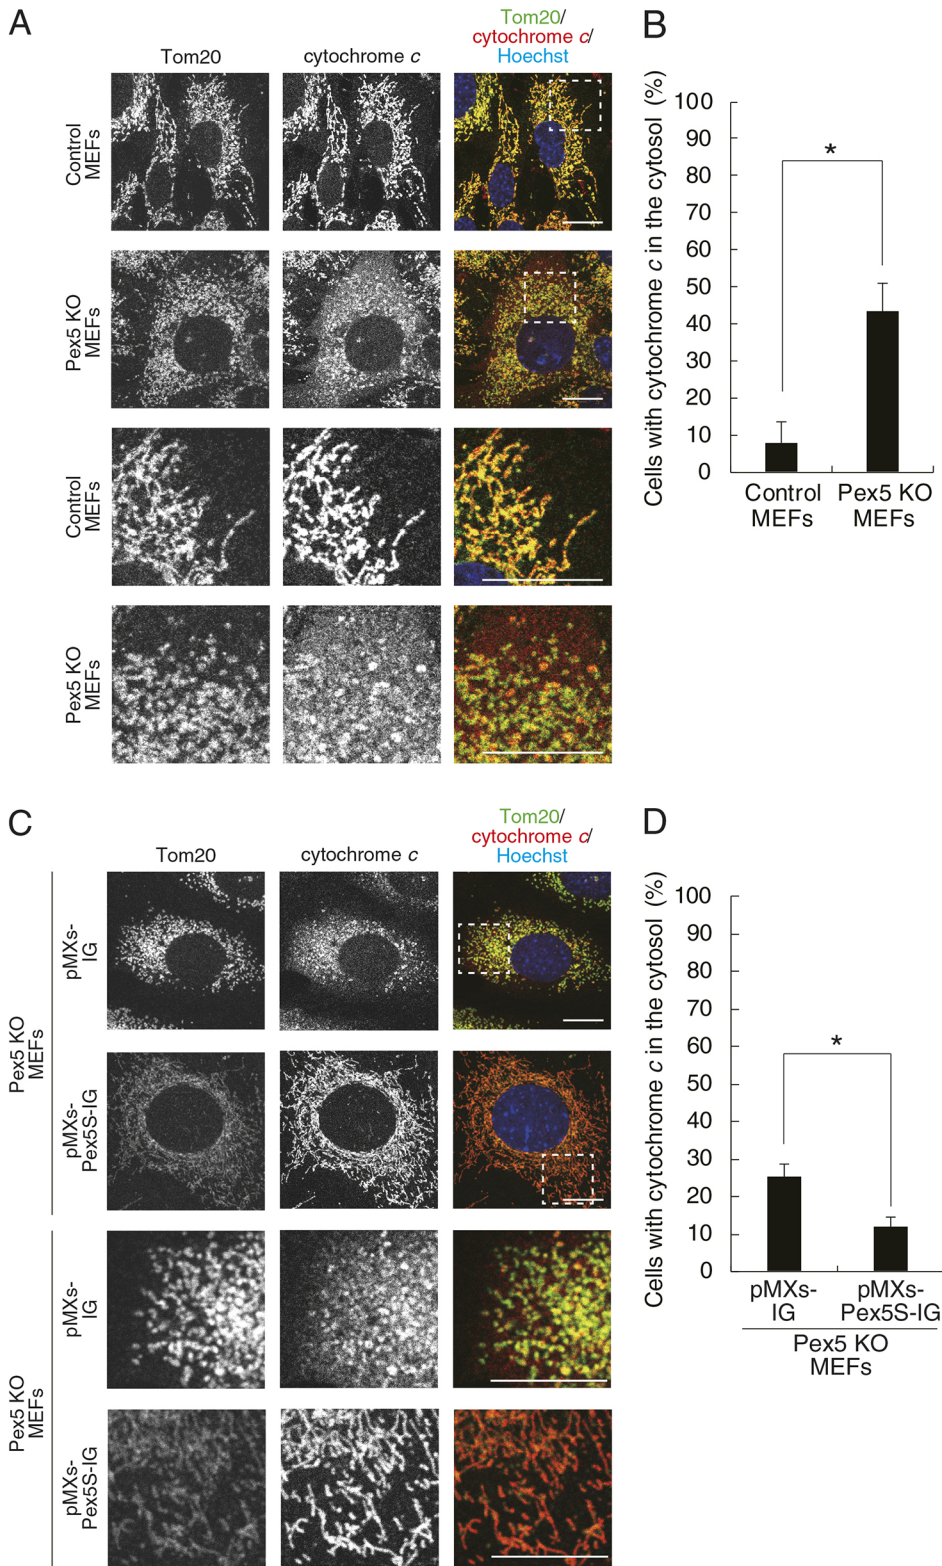 A
Tom20
cytochrome c
Tom20/
cytochrome c/
Hoechst
Control
MEFs
Pex5 KO
MEFs
Control
MEFs
Pex5 KO
MEFs
B
Cells with cytochrome c in the cytosol (%)
100
90
80
70
60
50
40
30
20
10
0
*
Control
MEFs
Pex5 KO
MEFs
C
Tom20
cytochrome c
Tom20/
cytochrome c/
Hoechst
Pex5 KO
MEFs
pMXs-
IG
pMXs-
Pex5S-IG
Pex5 KO
MEFs
pMXs-
IG
pMXs-
Pex5S-IG
D
Cells with cytochrome c in the cytosol (%)
100
90
80
70
60
50
40
30
20
10
0
*
pMXs-
IG
pMXs-
Pex5S-IG
Pex5 KO
MEFs